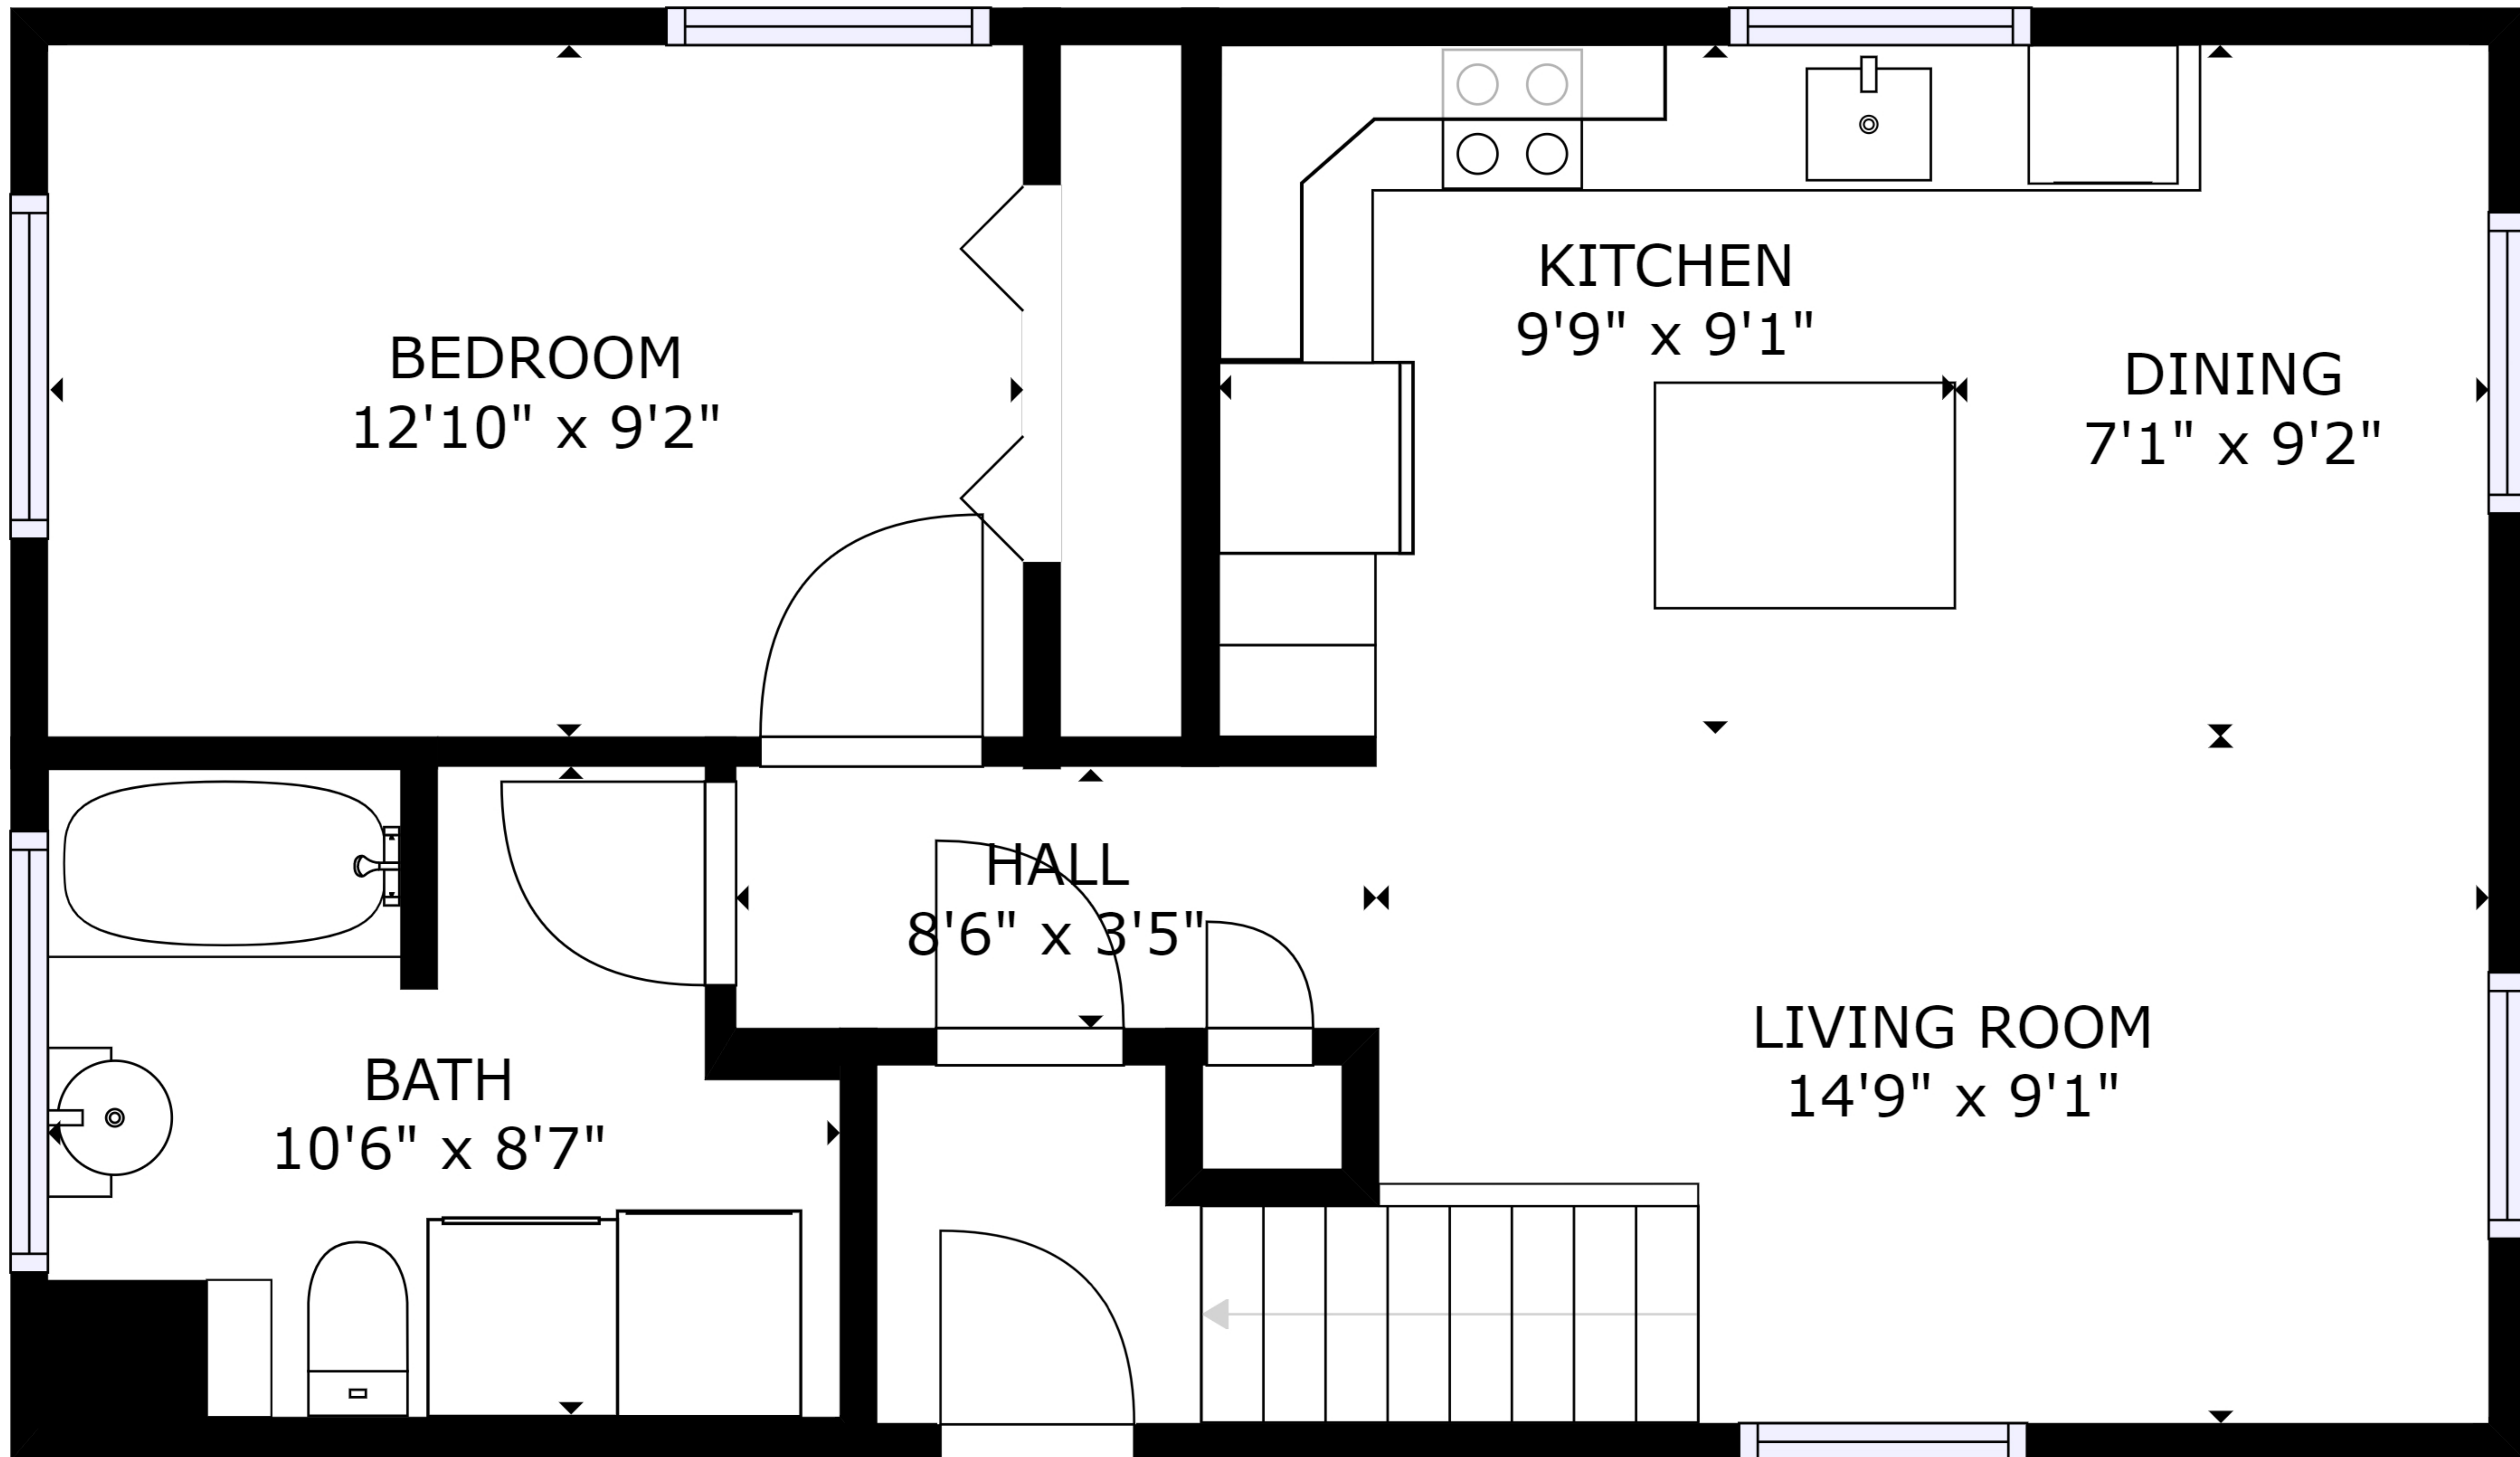 KITCHEN
9'9" x 9'1"
BEDROOM
12'10" x 9'2"
DINING
7'1" x 9'2"
HALL
8'6" x 3'5"
LIVING ROOM
14'9" x 9'1"
BATH
10'6" x 8'7"